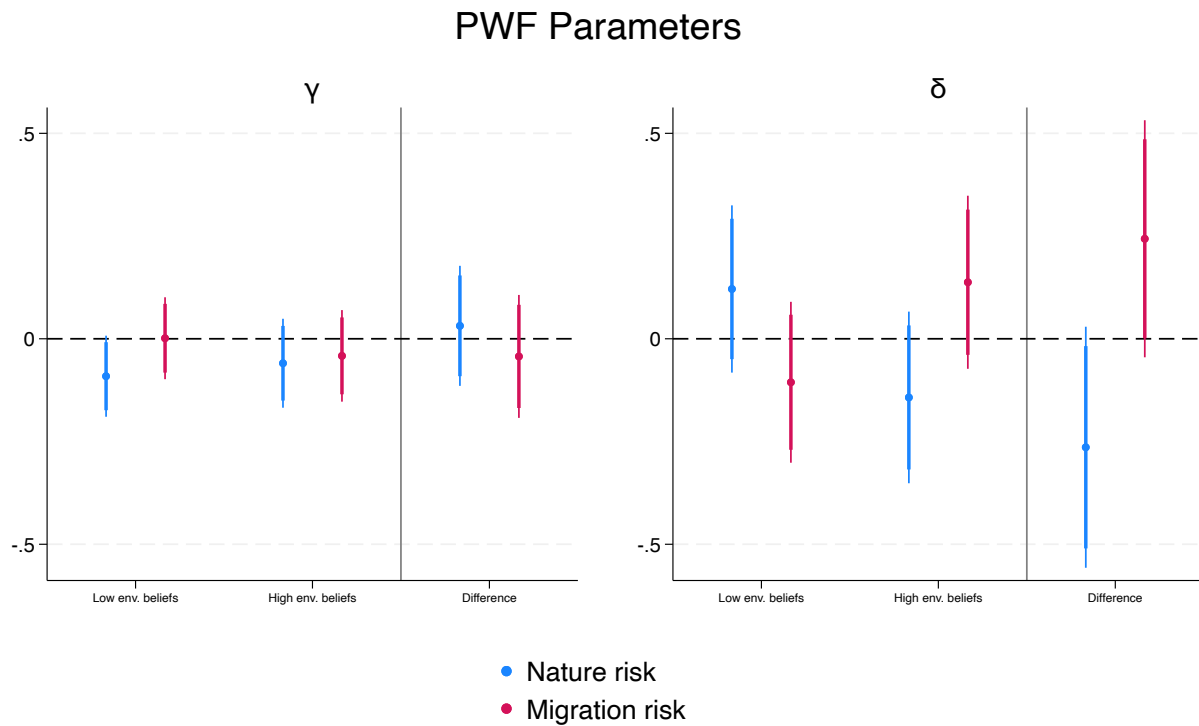 PWF Parameters
γ
.5
0
-.5
Low env. beliefs
High env. beliefs
Difference
δ
.5
0
-.5
Low env. beliefs
High env. beliefs
Difference
Nature risk
Migration risk